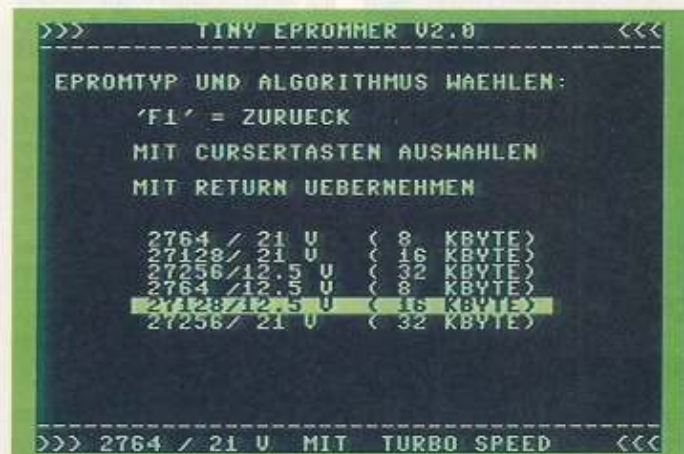 >>> TINY EPROMMER V2.0 <<<
EPROMTYP UND ALGORITHMUS WAEHLEN:
'F1' = ZURUECK
MIT CURSERTASTEN AUSWAHLEN
MIT RETURN UEBERNEHMEN
2764 / 21 V ( 8 KBYTE)
27128/ 21 V ( 16 KBYTE)
27256/12.5 V ( 32 KBYTE)
2764 /12.5 V ( 8 KBYTE)
27128/12.5 V ( 16 KBYTE)
27256/ 21 V ( 32 KBYTE)
>>> 2764 / 21 V MIT TURBO SPEED <<<